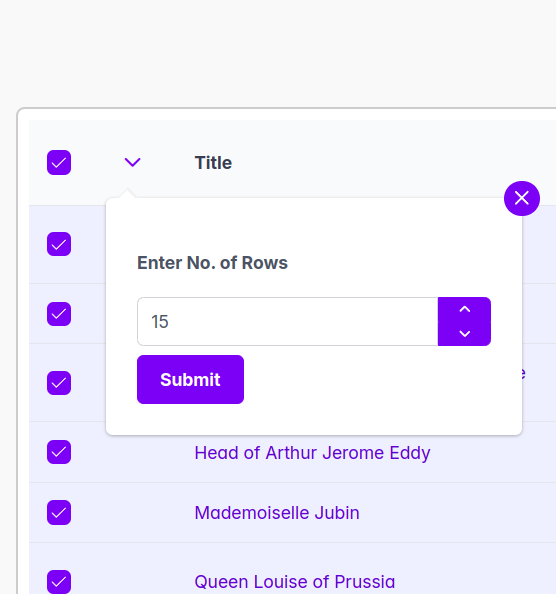 Title
Enter No. of Rows
15
Submit
Head of Arthur Jerome Eddy
Mademoiselle Jubin
Queen Louise of Prussia